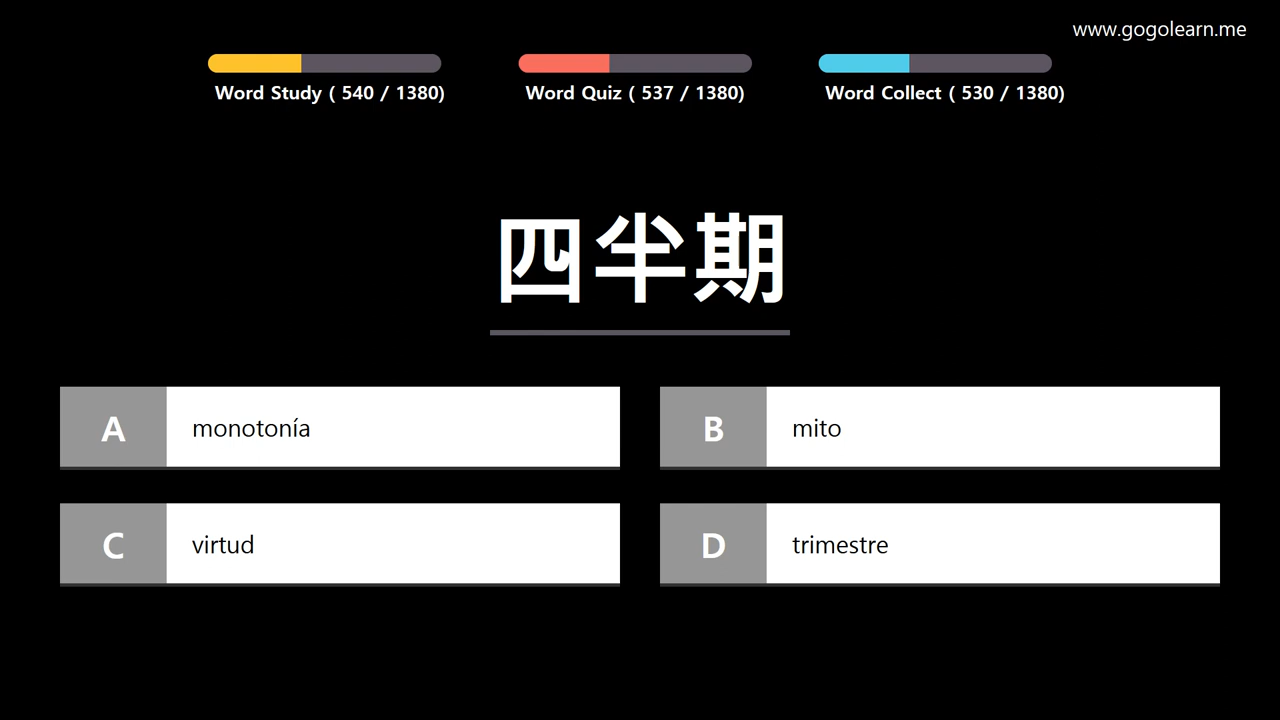 www.gogolearn.me
Word Study ( 540 / 1380)
Word Quiz ( 537 / 1380)
Word Collect ( 530 / 1380)
四半期
A monotonía
B mito
C virtud
D trimestre